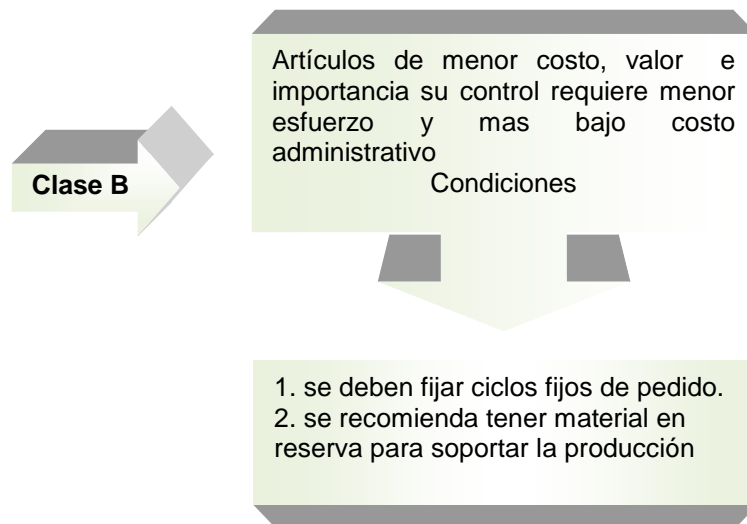 Artículos de menor costo, valor e
importancia su control requiere menor
esfuerzo y mas bajo costo
administrativo
Condiciones
Clase B
1. se deben fijar ciclos fijos de pedido.
2. se recomienda tener material en
reserva para soportar la producción